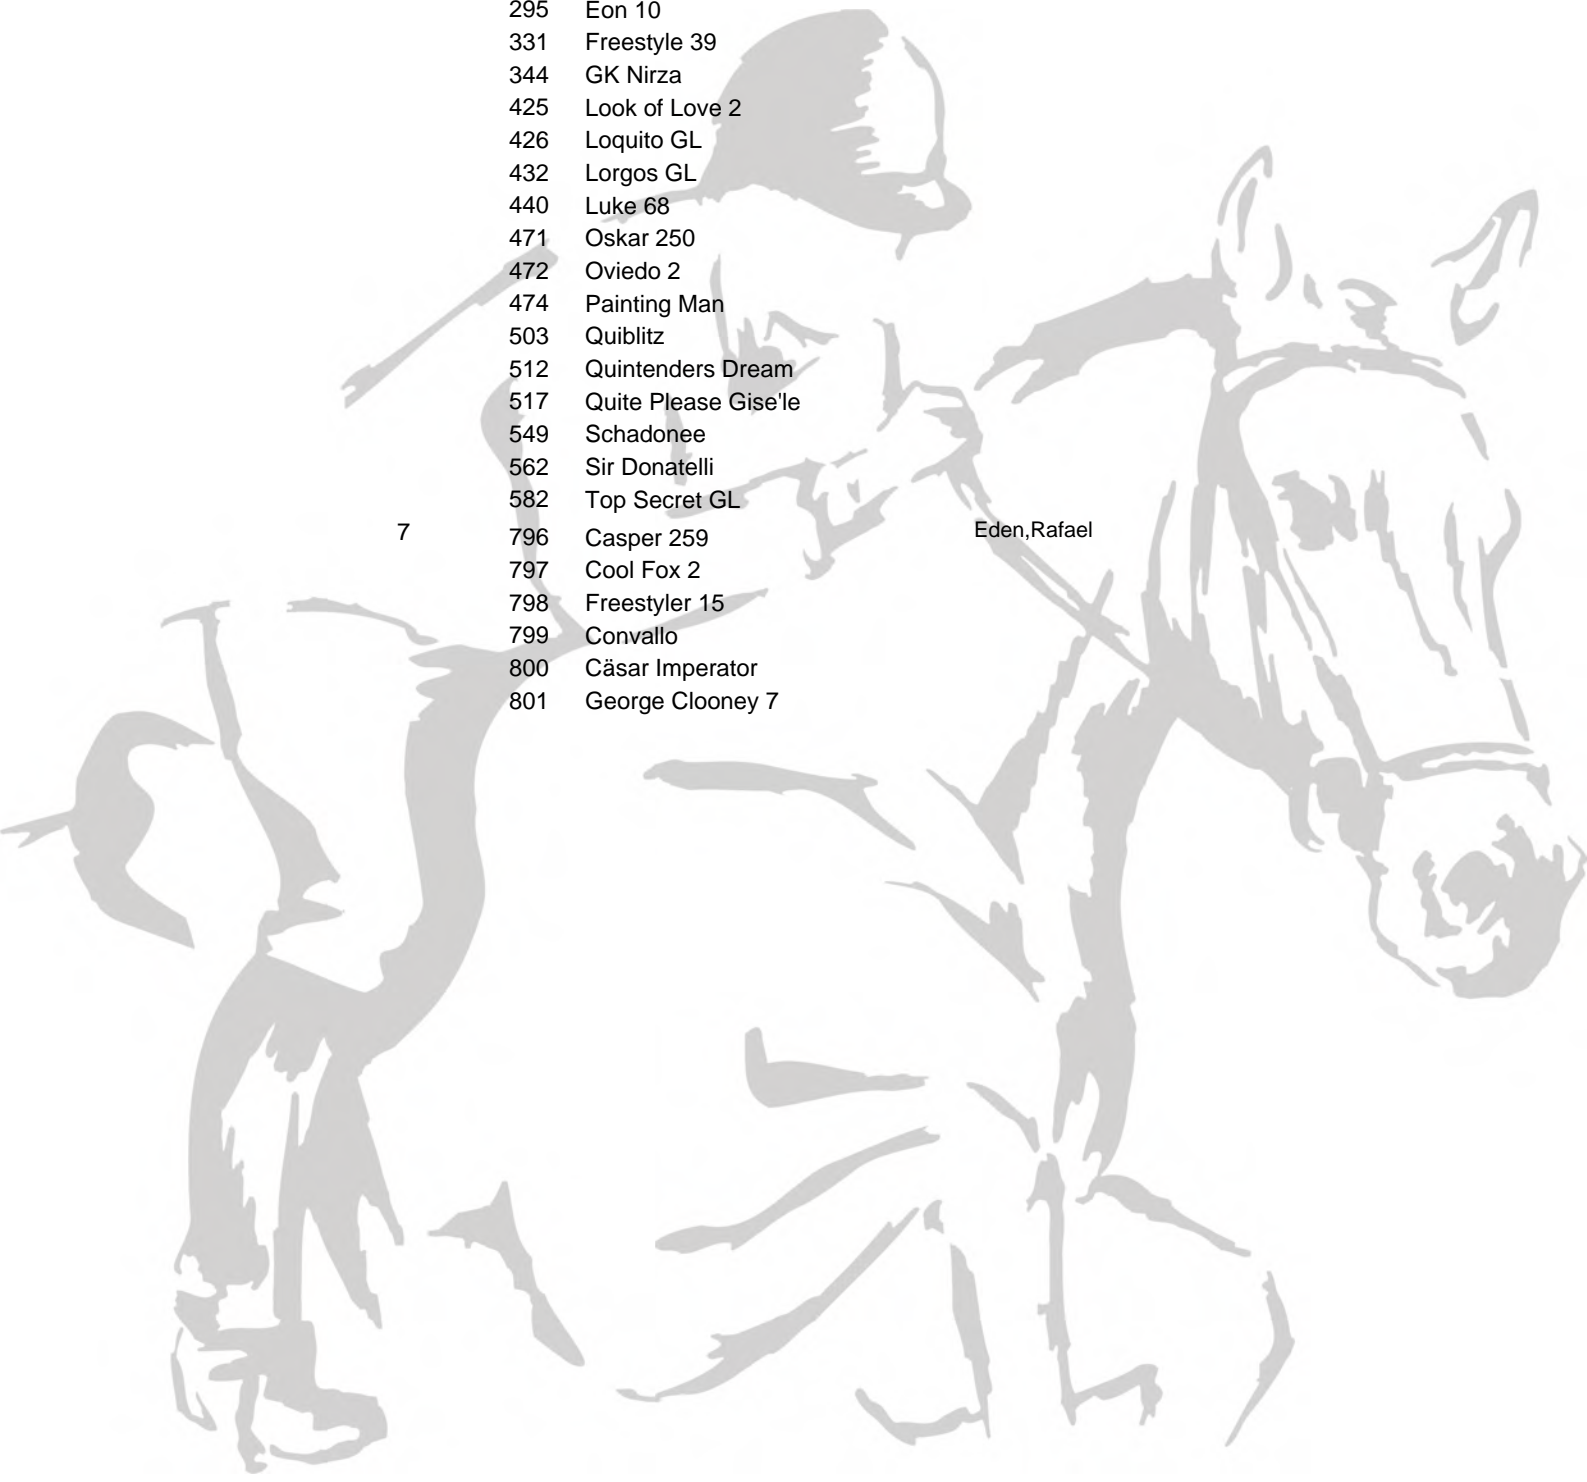 295 Eon 10
331 Freestyle 39
344 GK Nirza
425 Look of Love 2
426 Loquito GL
432 Lorgos GL
440 Luke 68
471 Oskar 250
472 Oviedo 2
474 Painting Man
503 Quiblitz
512 Quintenders Dream
517 Quite Please Gise'le
549 Schadonee
562 Sir Donatelli
582 Top Secret GL
7 796 Casper 259 Eden,Rafael
797 Cool Fox 2
798 Freestyler 15
799 Convallo
800 Cäsar Imperator
801 George Clooney 7